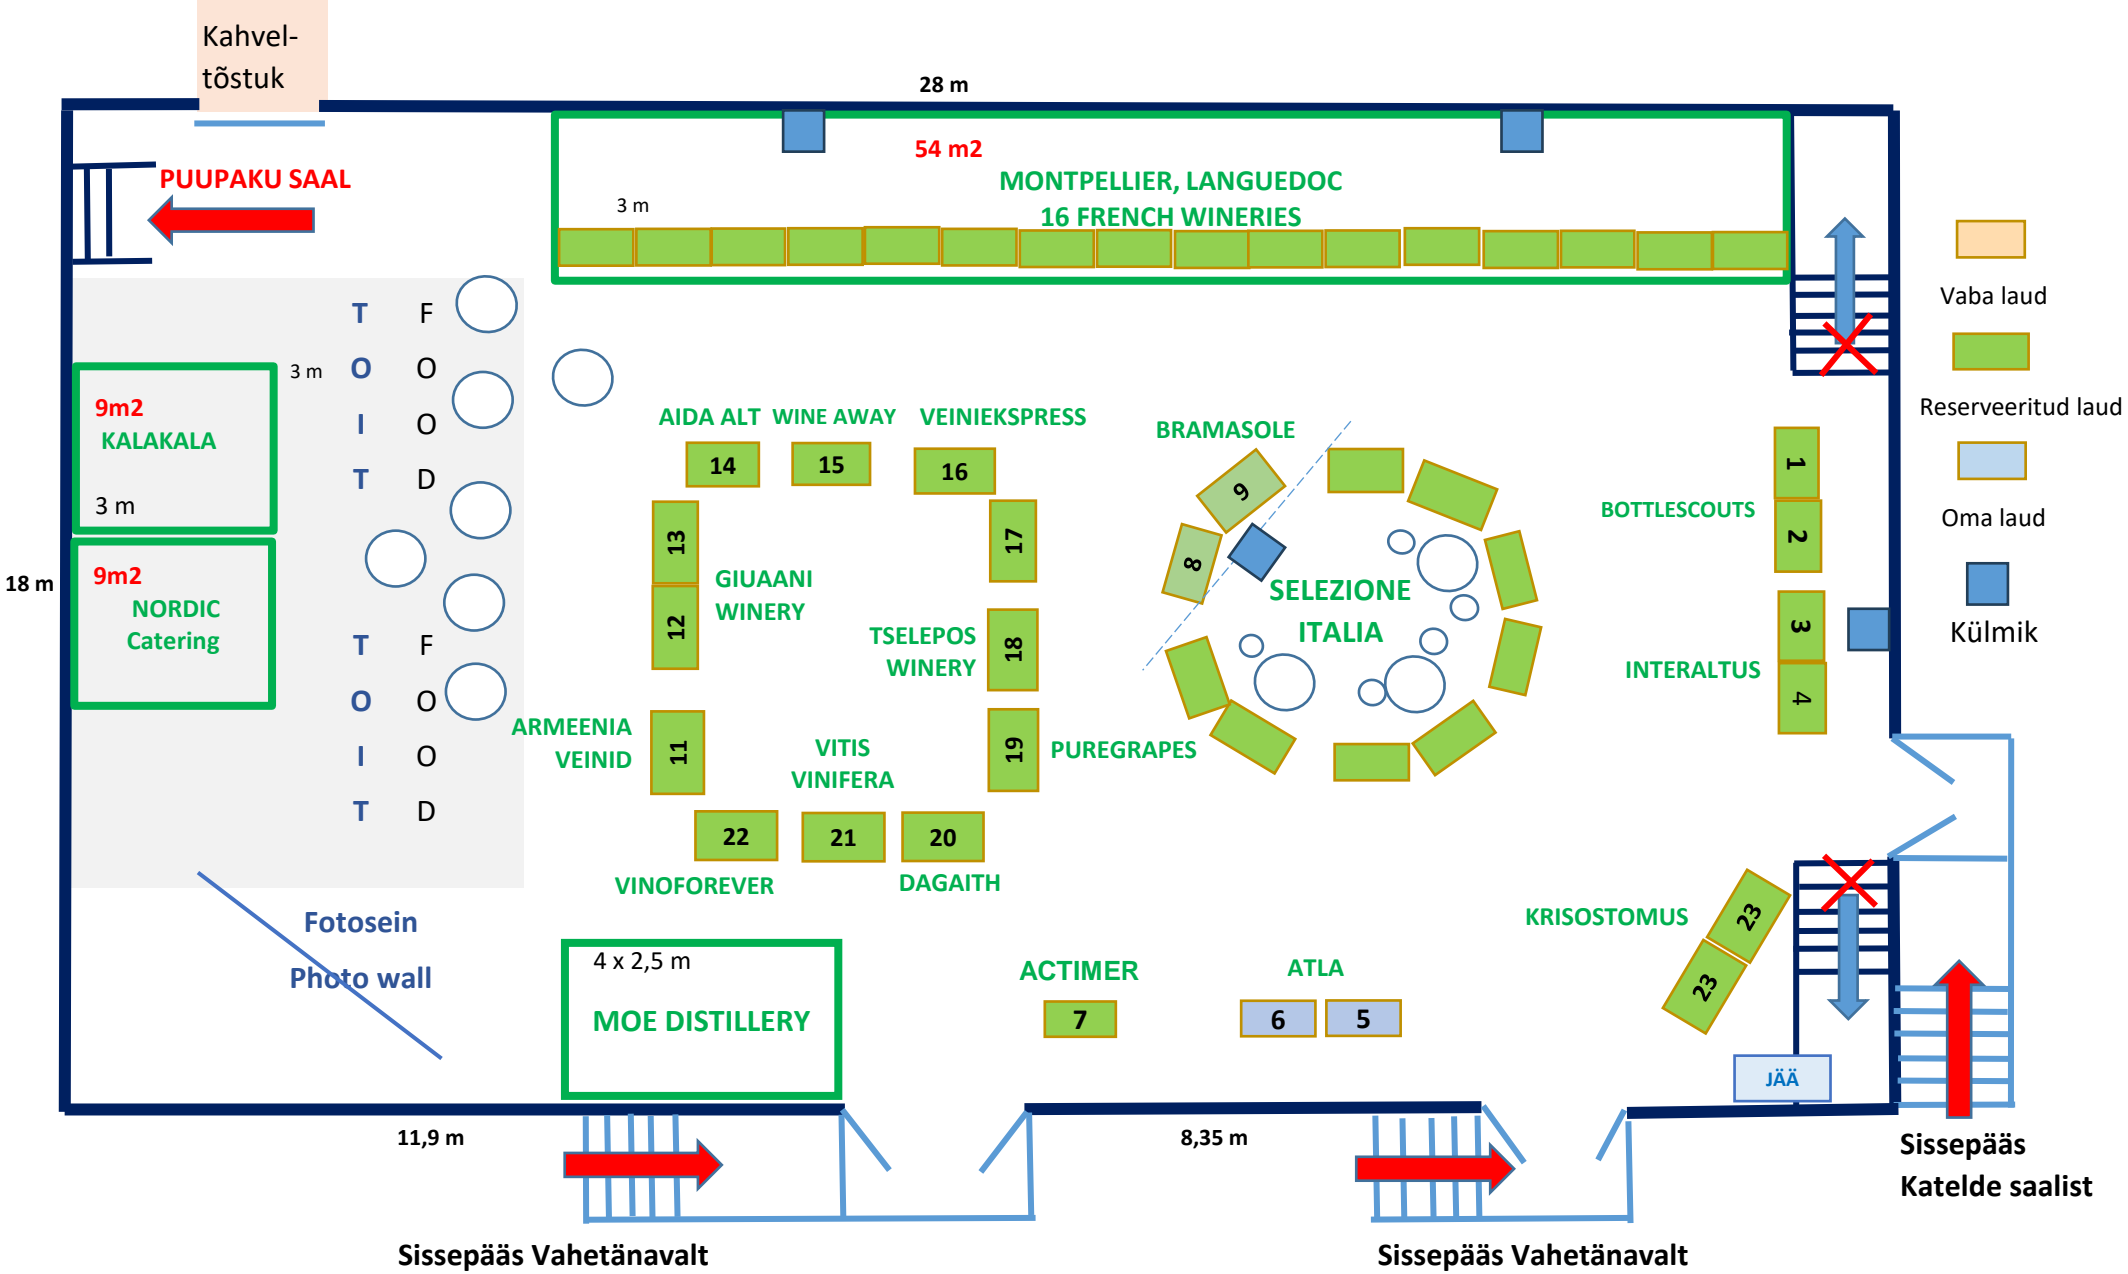 Kahvel-
tõstuk
28 m
54 m2
MONTPELLIER, LANGUEDOC
16 FRENCH WINERIES
3 m
PUUPAKU SAAL
T F
O O
I O
T D
3 m
9m2
KALAKALA
3 m
18 m
9m2
NORDIC
Catering
T F
O O
I O
T D
AIDA ALT
WINE AWAY
VEINIEKSPRESS
14
15
16
13
12
17
GIUAANI
WINERY
TSELEPOS
WINERY
18
ARMEENIA
VEINID
11
VITIS
VINIFERA
19
PUREGRAPES
22
21
20
VINOFOREVER
DAGAITH
BRAMASOLE
9
8
SELEZIONE
ITALIA
BOTTLESCOUTS
1
2
INTERALTUS
3
4
Vaba laud
Reserveeritud laud
Oma laud
Külmik
Fotosein
Photo wall
4 x 2,5 m
MOE DISTILLERY
ACTIMER
7
ATLA
6
5
KRISOSTOMUS
23
23
JÄÄ
11,9 m
8,35 m
Sissepääs
Katelde saalist
Sissepääs Vahetänavalt
Sissepääs Vahetänavalt